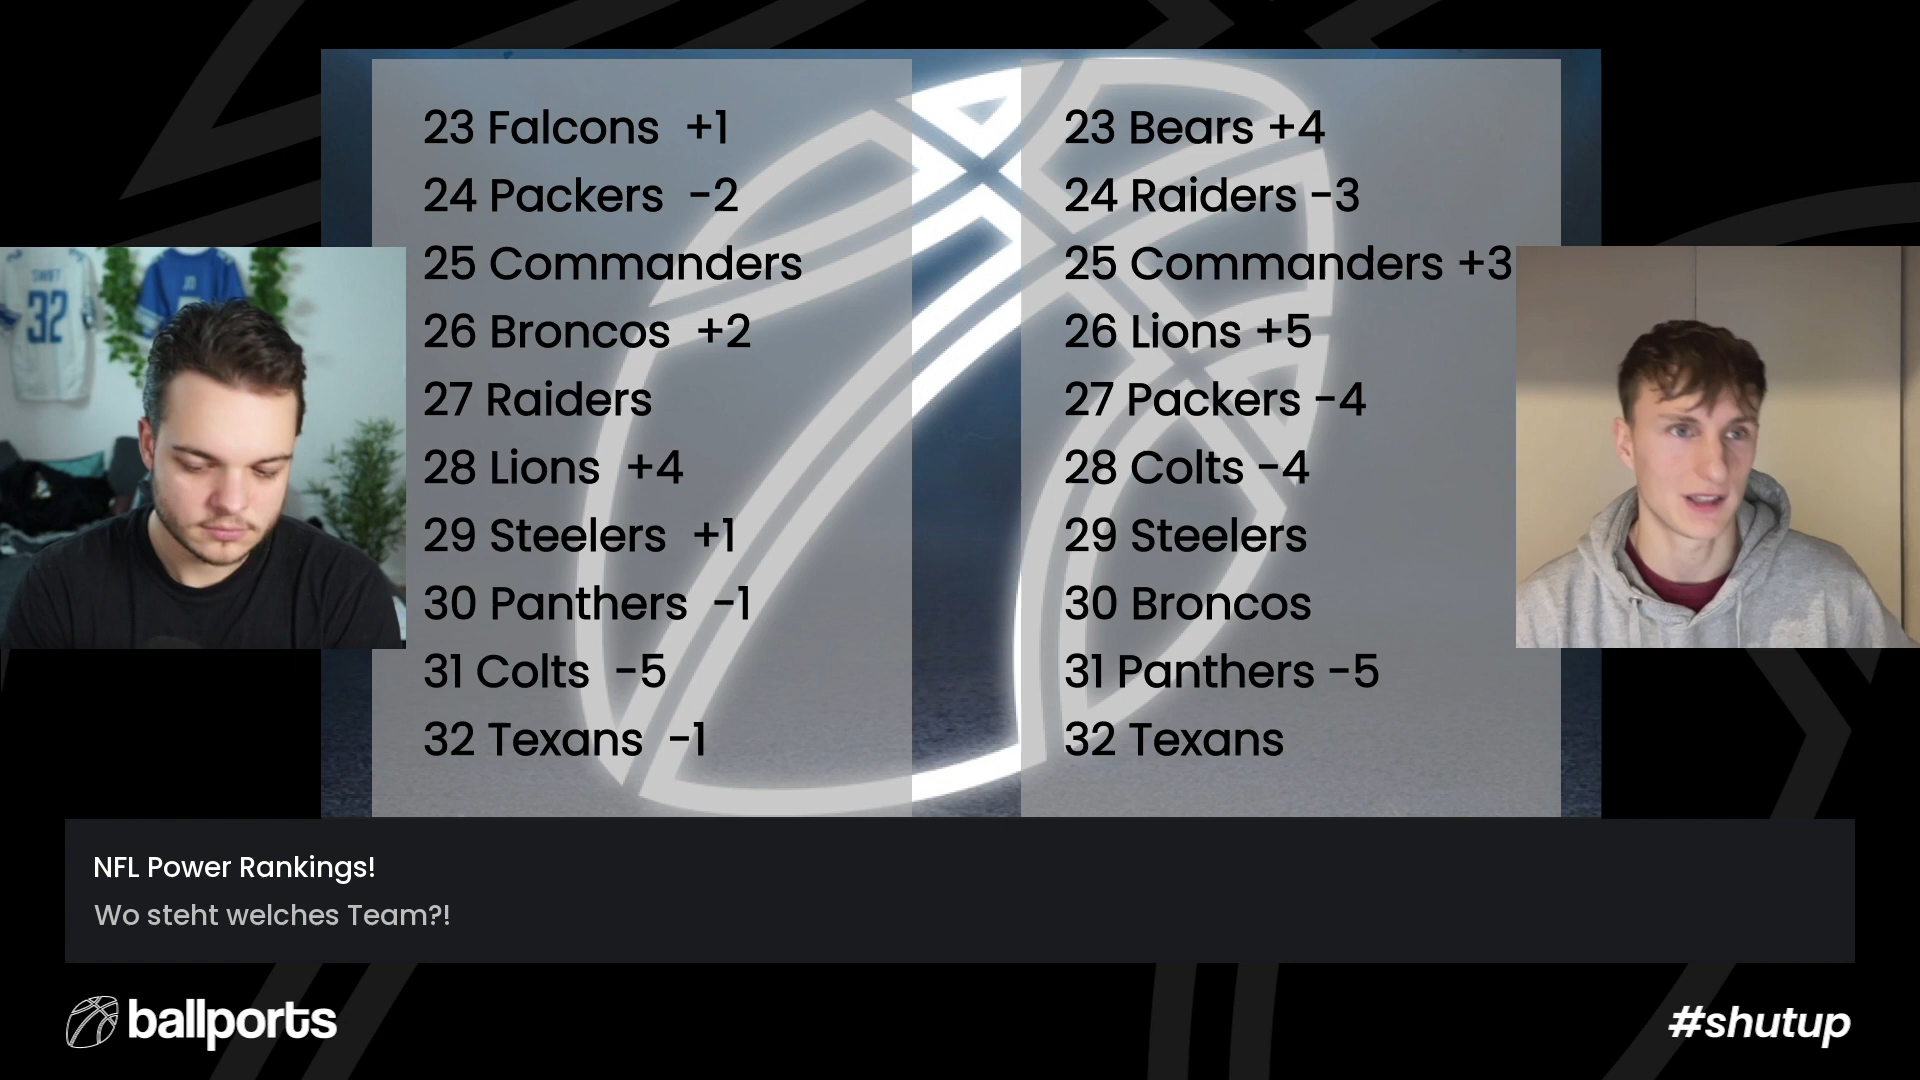 23 Falcons +1
24 Packers -2
25 Commanders
26 Broncos +2
27 Raiders
28 Lions +4
29 Steelers +1
30 Panthers -1
31 Colts -5
32 Texans -1
23 Bears +4
24 Raiders -3
25 Commanders +3
26 Lions +5
27 Packers -4
28 Colts -4
29 Steelers
30 Broncos
31 Panthers -5
32 Texans
SWIFT
32
JD
NFL Power Rankings!
Wo steht welches Team?!
ballports
#shutup